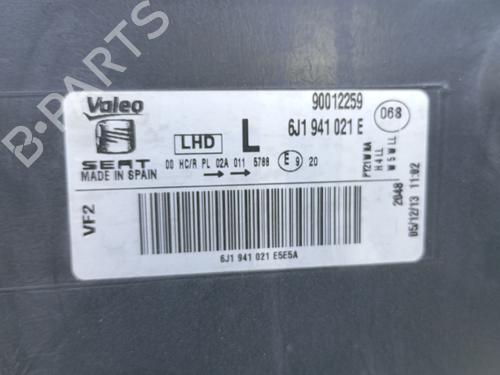 B-PARTS
Valeo
90012259
SEAT
LHD
L
6J1 941 021 E
068
MADE IN SPAIN
00 HC/R PL 02A 011 5788
E 9 20
PY21W NA
H4 LL
W5W LL
VF2
2048
05/12/13 11:02
6J1 941 021 E5E5A